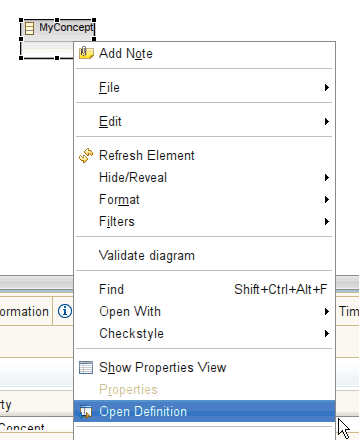 MyConcept
Add Note
File
Edit
Refresh Element
Hide/Reveal
Format
Filters
Validate diagram
Find Shift+Ctrl+Alt+F
ormation Open With Tim
Checkstyle
Show Properties View
Properties
rty
Open Definition
Concept